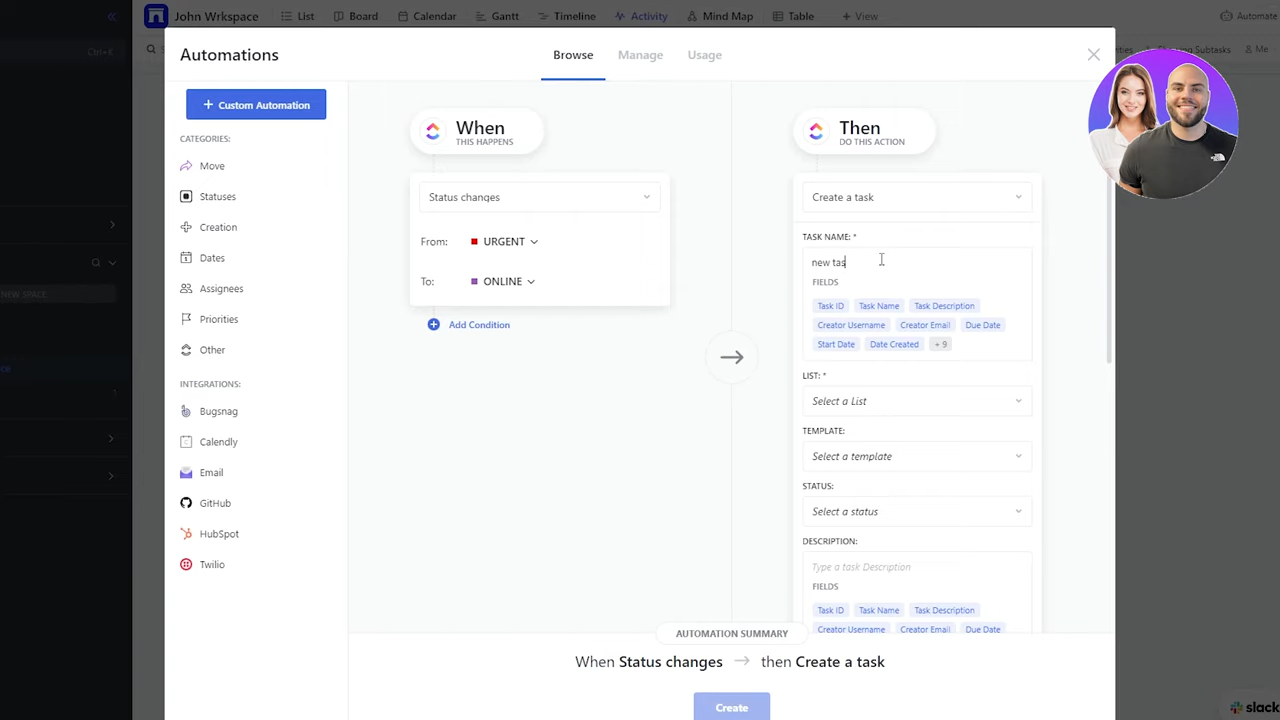 John Wrkspace
List
Board
Calendar
Gantt
Timeline
Activity
Mind Map
Table
+ View
Automate
Ctrl+K
Subtasks
Me
NEW SPACE
Automations
Browse
Manage
Usage
+ Custom Automation
CATEGORIES:
Move
Statuses
Creation
Dates
Assignees
Priorities
Other
INTEGRATIONS:
Bugsnag
Calendly
Email
GitHub
HubSpot
Twilio
When
THIS HAPPENS
Status changes
From: URGENT
To: ONLINE
Add Condition
Then
DO THIS ACTION
Create a task
TASK NAME: *
new tas
FIELDS
Task ID Task Name Task Description
Creator Username Creator Email Due Date
Start Date Date Created + 9
LIST: *
Select a List
TEMPLATE:
Select a template
STATUS:
Select a status
DESCRIPTION:
Type a task Description
FIELDS
Task ID Task Name Task Description
Creator Username Creator Email Due Date
AUTOMATION SUMMARY
When Status changes → then Create a task
Create
slack